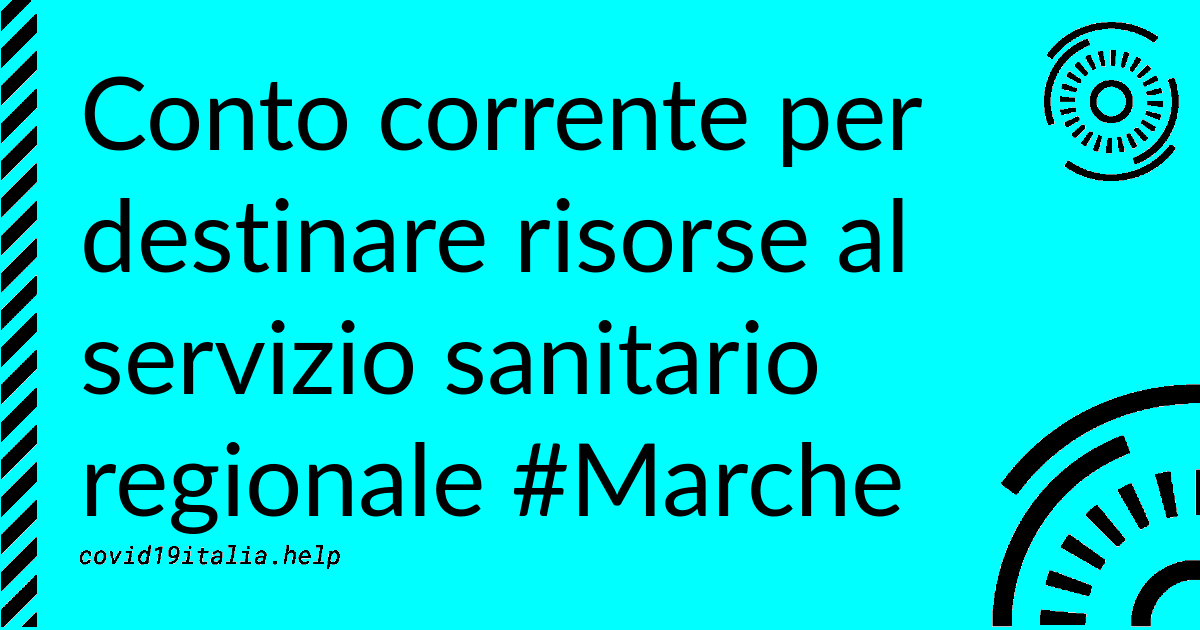 Conto corrente per
destinare risorse al
servizio sanitario
regionale #Marche
covid19italia.help